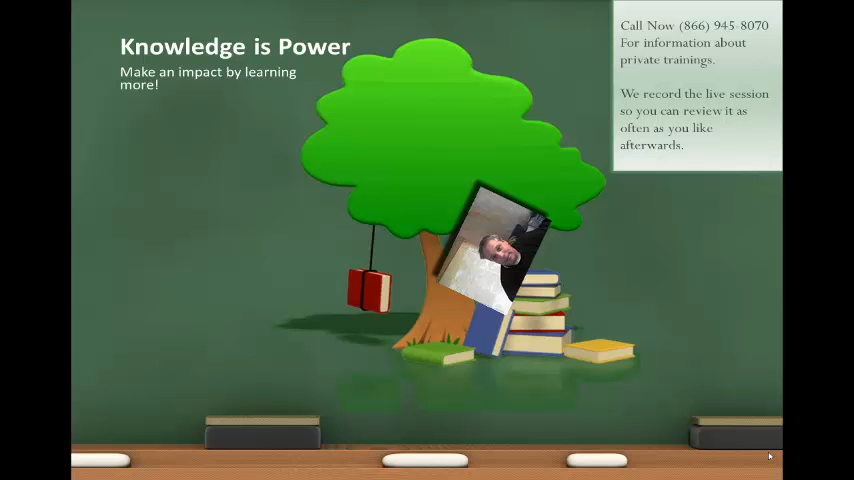 Knowledge is Power
Make an impact by learning
more!
Call Now (866) 945-8070
For information about
private trainings.
We record the live session
so you can review it as
often as you like
afterwards.